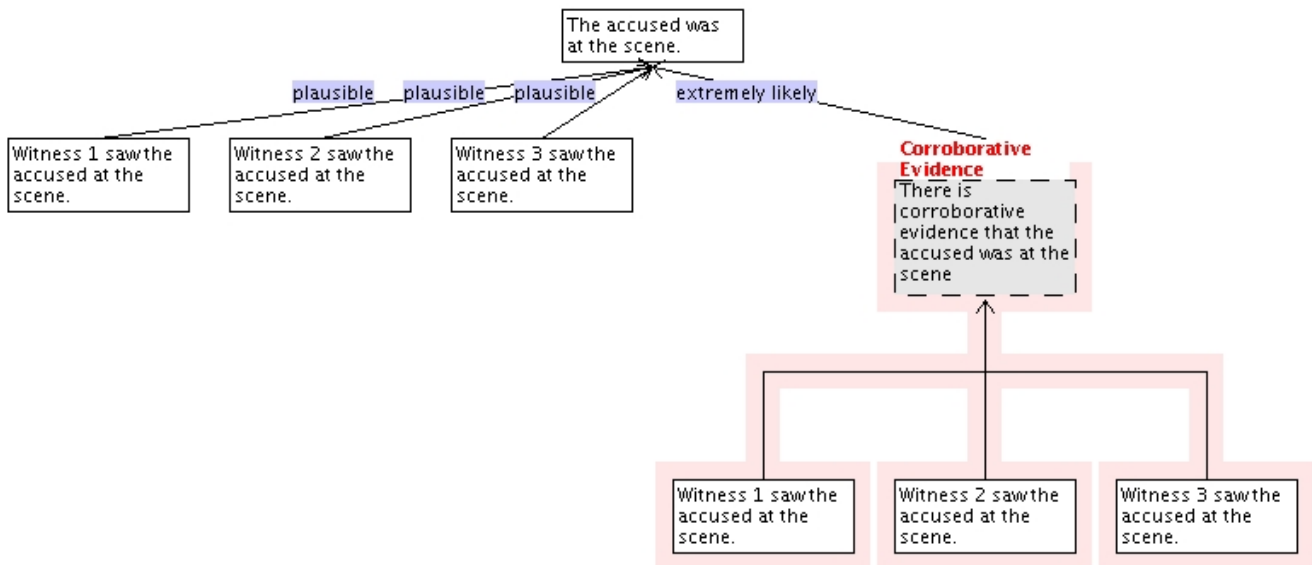 The accused was
at the scene.
plausible
plausible
plausible
extremely likely
Witness 1 saw the
accused at the
scene.
Witness 2 saw the
accused at the
scene.
Witness 3 saw the
accused at the
scene.
Corroborative
Evidence
There is
corroborative
evidence that the
accused was at the
scene
Witness 1 saw the
accused at the
scene.
Witness 2 saw the
accused at the
scene.
Witness 3 saw the
accused at the
scene.